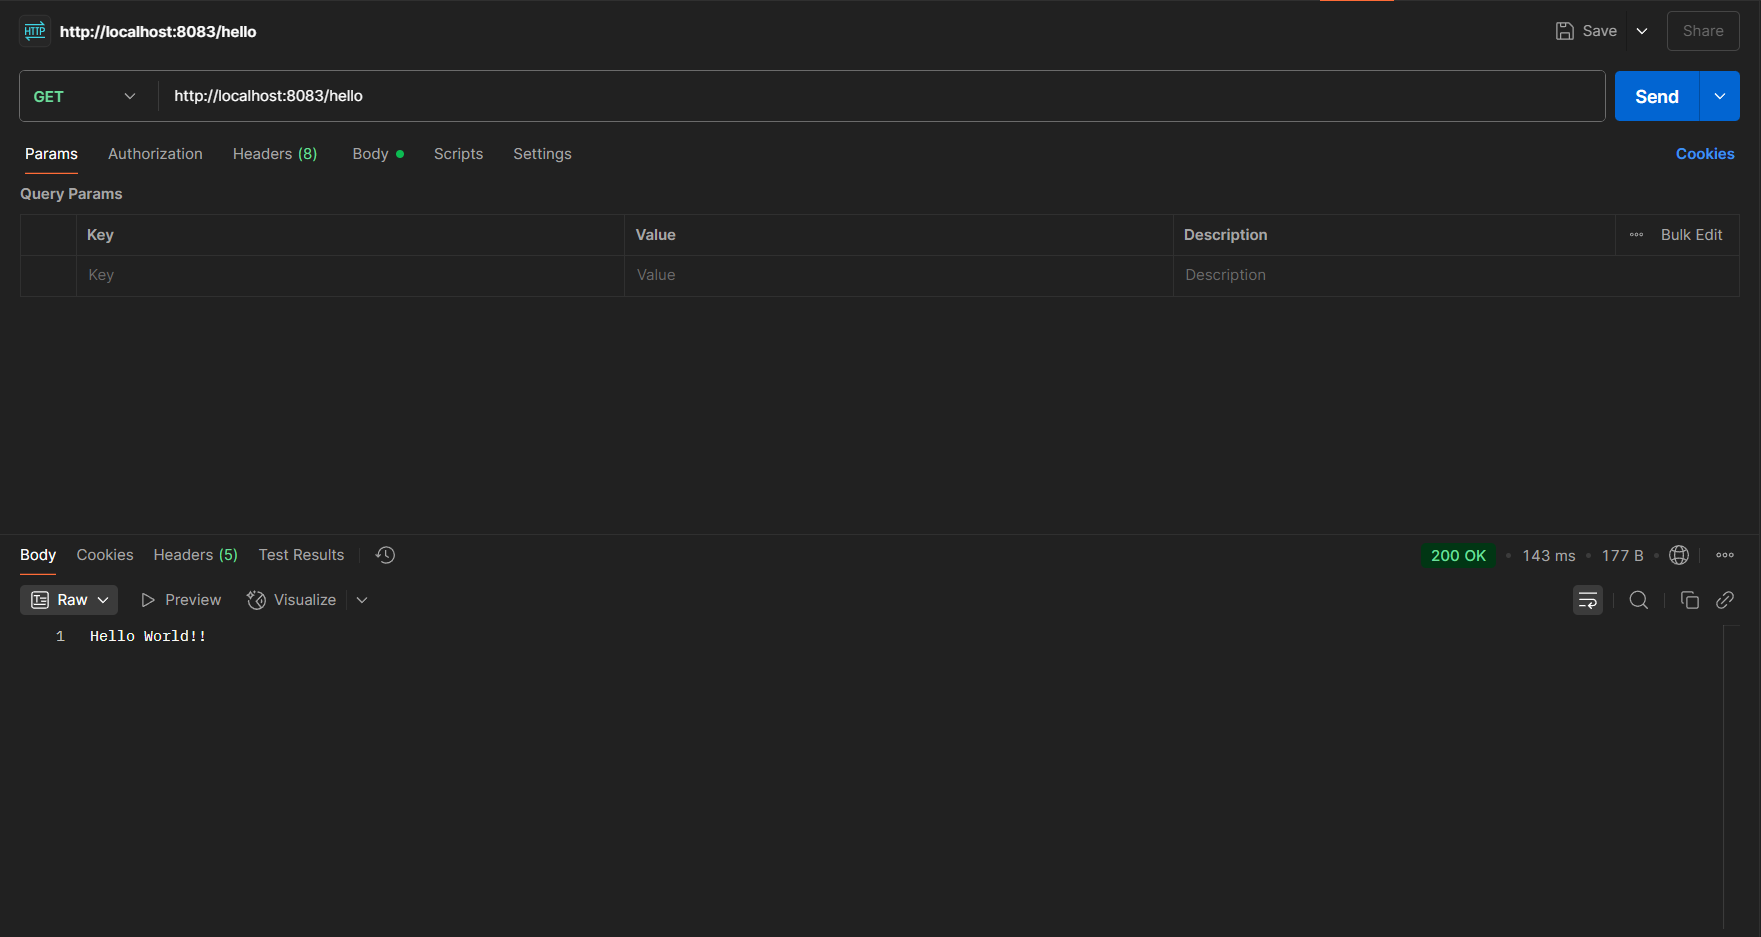 HTTP http://localhost:8083/hello Save Share
GET http://localhost:8083/hello Send
Params Authorization Headers (8) Body Scripts Settings Cookies
Query Params
Key Value Description Bulk Edit
Key Value Description
Body Cookies Headers (5) Test Results 200 OK • 143 ms • 177 B •
Raw Preview Visualize
1 Hello World!!